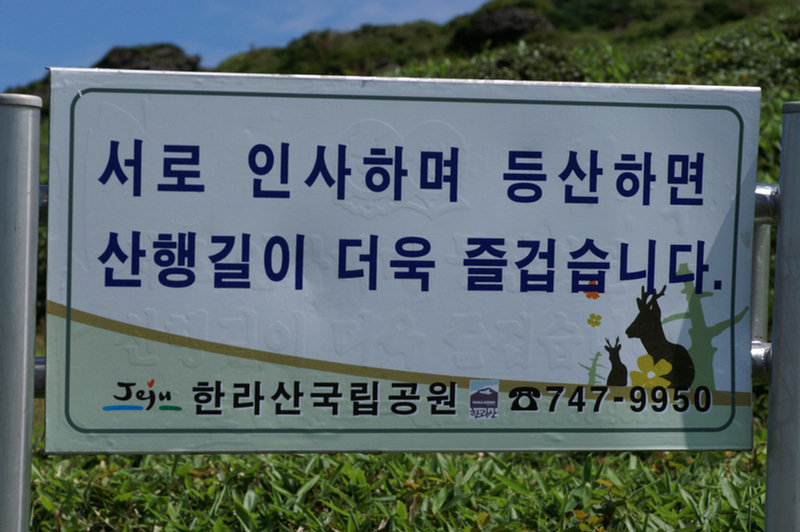 서로 인사하며 등산하면
산행길이 더욱 즐겁습니다.
Jeju 한라산국립공원 한라산 ☎747-9950